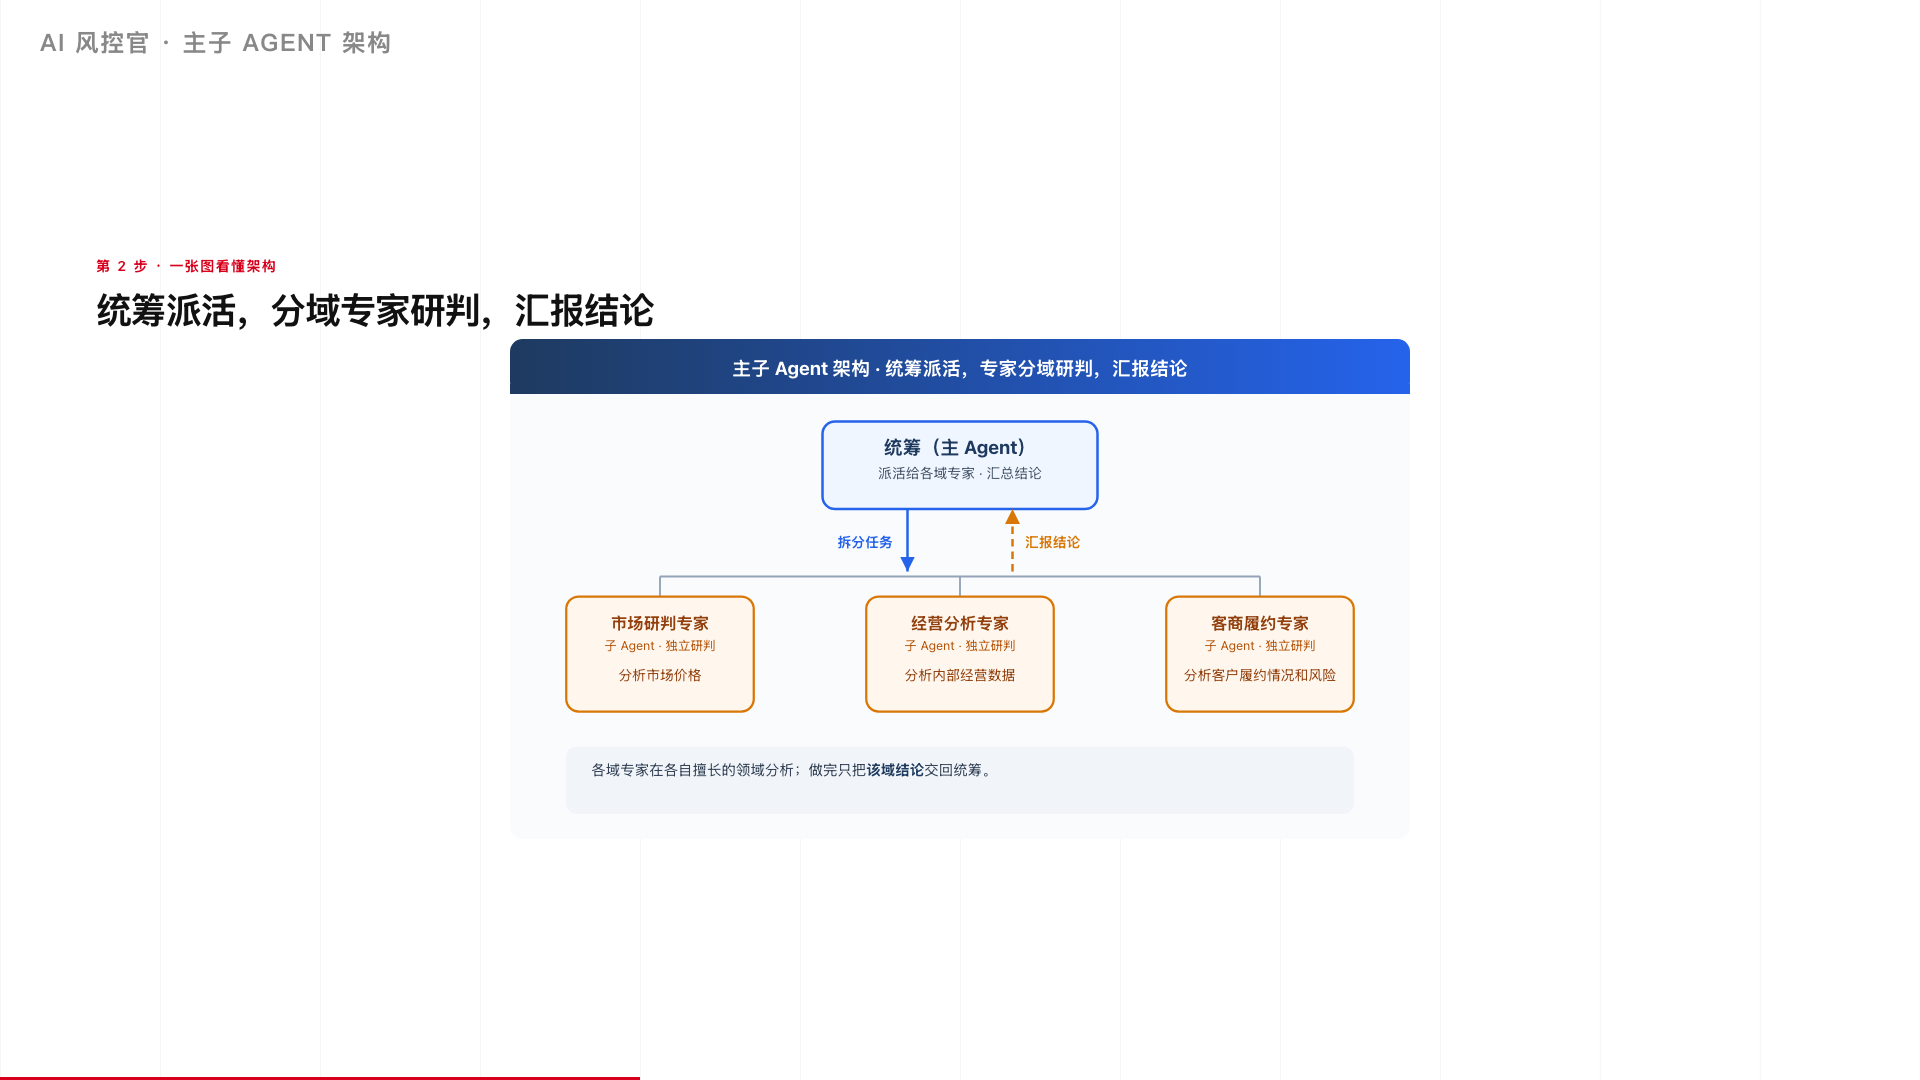 AI 风控官 · 主子 AGENT 架构
第 2 步 · 一张图看懂架构
统筹派活，分域专家研判，汇报结论
主子 Agent 架构 · 统筹派活，专家分域研判，汇报结论
统筹（主 Agent）
派活给各域专家 · 汇总结论
拆分任务
汇报结论
市场研判专家
子 Agent · 独立研判
分析市场价格
经营分析专家
子 Agent · 独立研判
分析内部经营数据
客商履约专家
子 Agent · 独立研判
分析客户履约情况和风险
各域专家在各自擅长的领域分析；做完只把该域结论交回统筹。